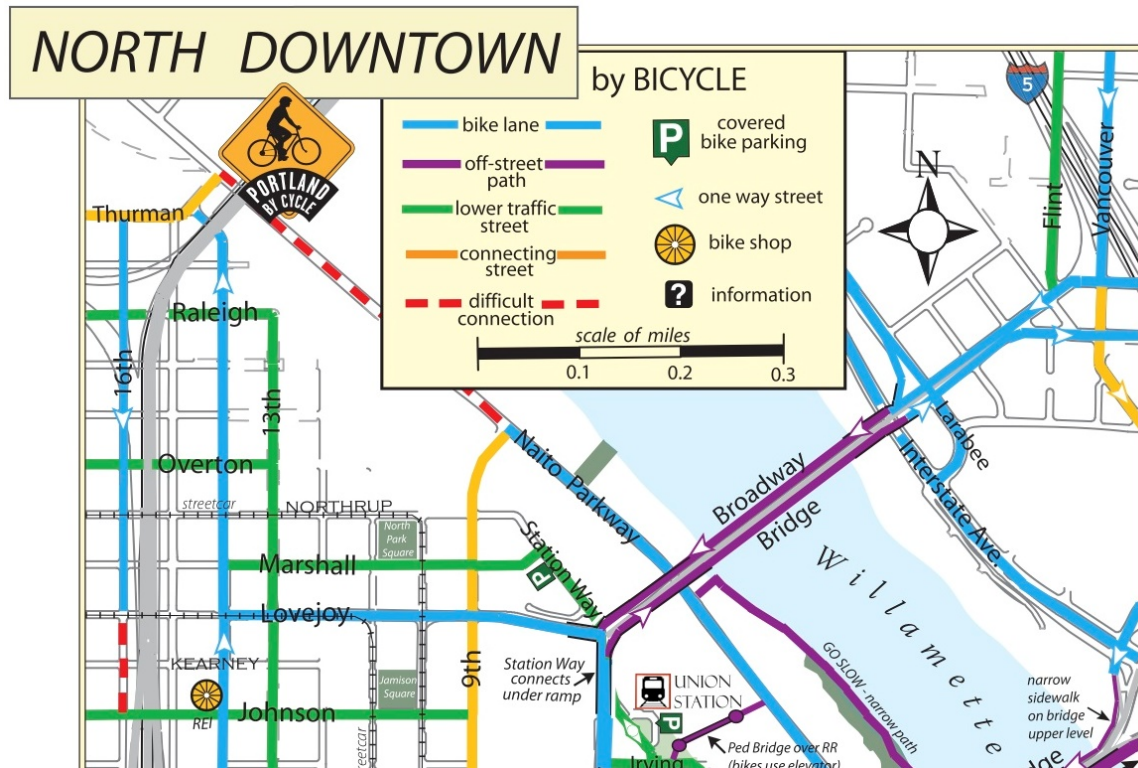 NORTH DOWNTOWN
by BICYCLE
PORTLAND
BY CYCLE
bike lane
off-street
path
lower traffic
street
connecting
street
difficult
connection
P
covered
bike parking
one way street
bike shop
?
information
scale of miles
0.1
0.2
0.3
5
N
Flint
Vancouver
Thurman
Raleigh
16th
13th
Overton
streetcar
NORTHRUP
North
Park
Square
Marshall
Lovejoy
KEARNEY
REI
Johnson
Jamison
Square
9th
Naito Parkway
Station Way
P
Broadway
Bridge
Larabee
Interstate Ave.
Willamette
GO SLOW - narrow path
Station Way
connects
under ramp
UNION
STATION
P
Irving
Ped Bridge over RR
(bikes use elevator)
narrow
sidewalk
on bridge
upper level